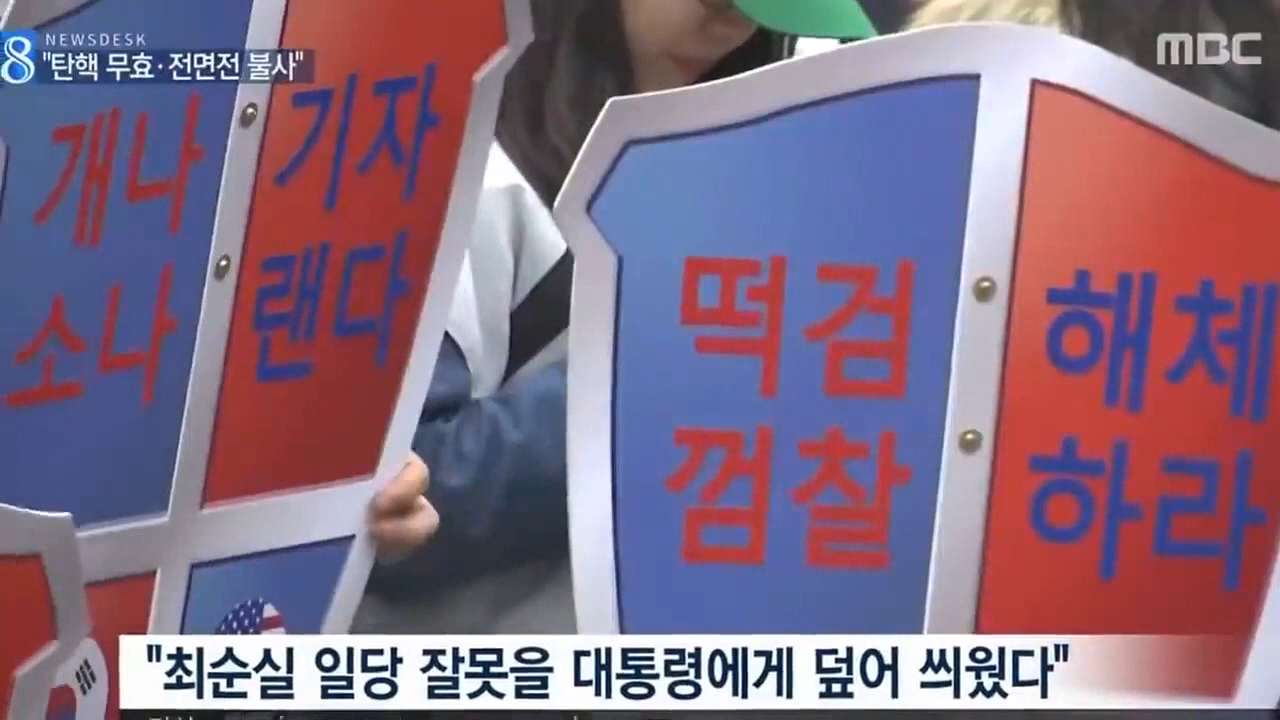 NEWSDESK
8 "탄핵 무효·전면전 불사"
MBC
개나
소나
기자
랜다
떡검
껌찰
해체
하라
"최순실 일당 잘못을 대통령에게 덮어 씌웠다"